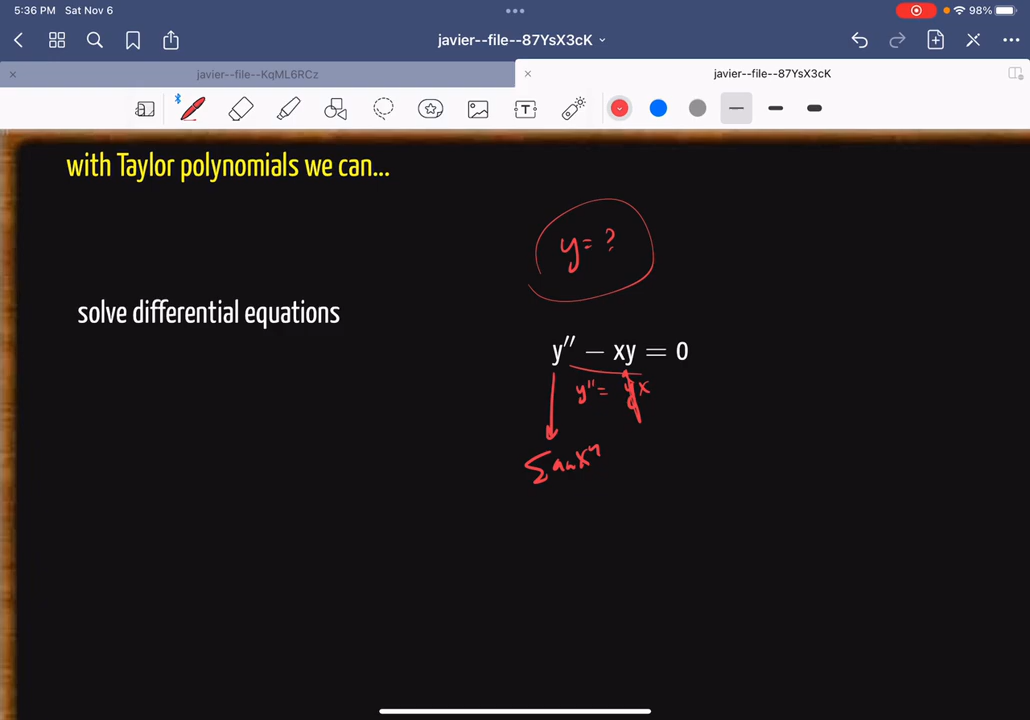 5:36 PM Sat Nov 6
98%
javier--file--87YsX3cK
javier--file--KqML6RCz
javier--file--87YsX3cK
with Taylor polynomials we can...
y = ?
solve differential equations
y″ − xy = 0
y″ = yx
∑ aₙxⁿ